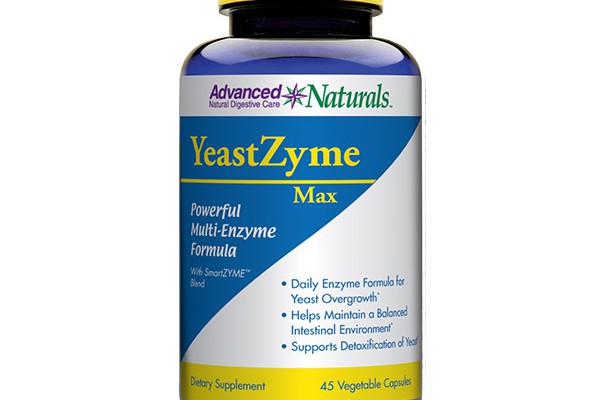 Advanced Naturals™
Natural Digestive Care
YeastZyme
Max
Powerful
Multi-Enzyme
Formula
With SmartZYME™
Blend
• Daily Enzyme Formula for
Yeast Overgrowth*
• Helps Maintain a Balanced
Intestinal Environment*
• Supports Detoxification of Yeast*
Dietary Supplement
45 Vegetable Capsules